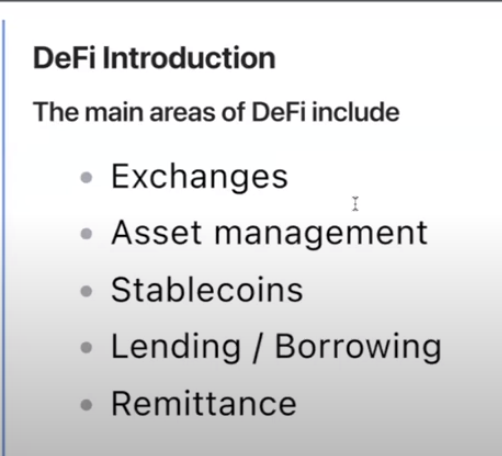 DeFi Introduction
The main areas of DeFi include
Exchanges
Asset management
Stablecoins
Lending / Borrowing
Remittance